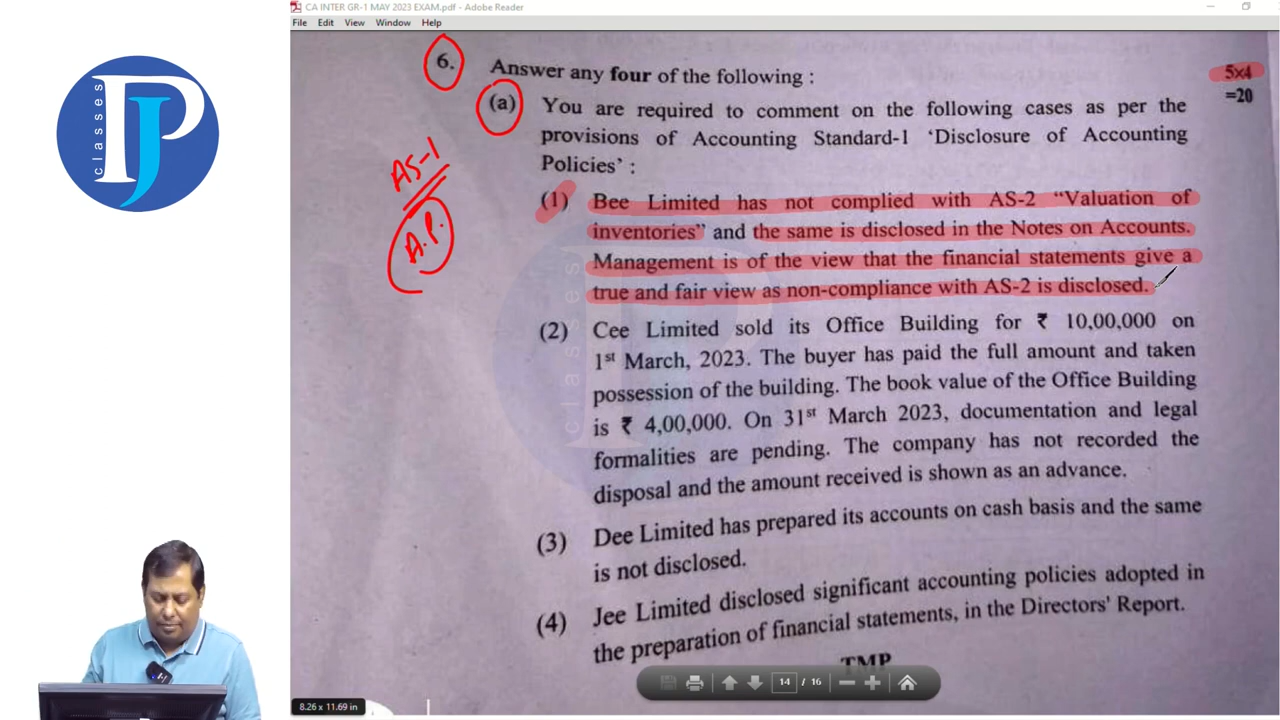 CA INTER GR-1 MAY 2023 EXAM.pdf - Adobe Reader
File Edit View Window Help
PJ
classes
6. Answer any four of the following : 5x4
=20
(a) You are required to comment on the following cases as per the
provisions of Accounting Standard-1 ‘Disclosure of Accounting
Policies’ :
AS-1
A.P.
(1) Bee Limited has not complied with AS-2 “Valuation of
inventories” and the same is disclosed in the Notes on Accounts.
Management is of the view that the financial statements give a
true and fair view as non-compliance with AS-2 is disclosed.
(2) Cee Limited sold its Office Building for ₹ 10,00,000 on
1st March, 2023. The buyer has paid the full amount and taken
possession of the building. The book value of the Office Building
is ₹ 4,00,000. On 31st March 2023, documentation and legal
formalities are pending. The company has not recorded the
disposal and the amount received is shown as an advance.
(3) Dee Limited has prepared its accounts on cash basis and the same
is not disclosed.
(4) Jee Limited disclosed significant accounting policies adopted in
the preparation of financial statements, in the Directors' Report.
TMP
14 / 16
8.26 x 11.69 in